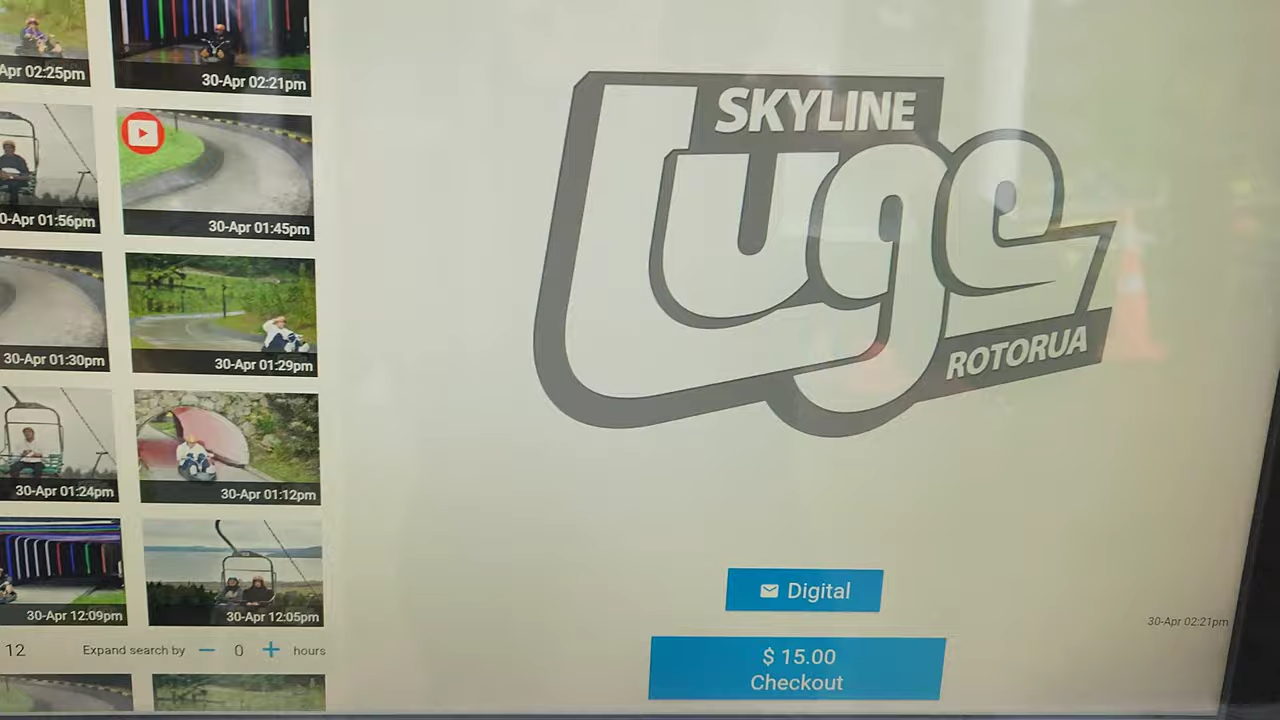 Apr 02:25pm
30-Apr 02:21pm
0-Apr 01:56pm
30-Apr 01:45pm
30-Apr 01:30pm
30-Apr 01:29pm
30-Apr 01:24pm
30-Apr 01:12pm
30-Apr 12:09pm
30-Apr 12:05pm
12
Expand search by − 0 + hours
SKYLINE
Luge
ROTORUA
Digital
30-Apr 02:21pm
$ 15.00
Checkout